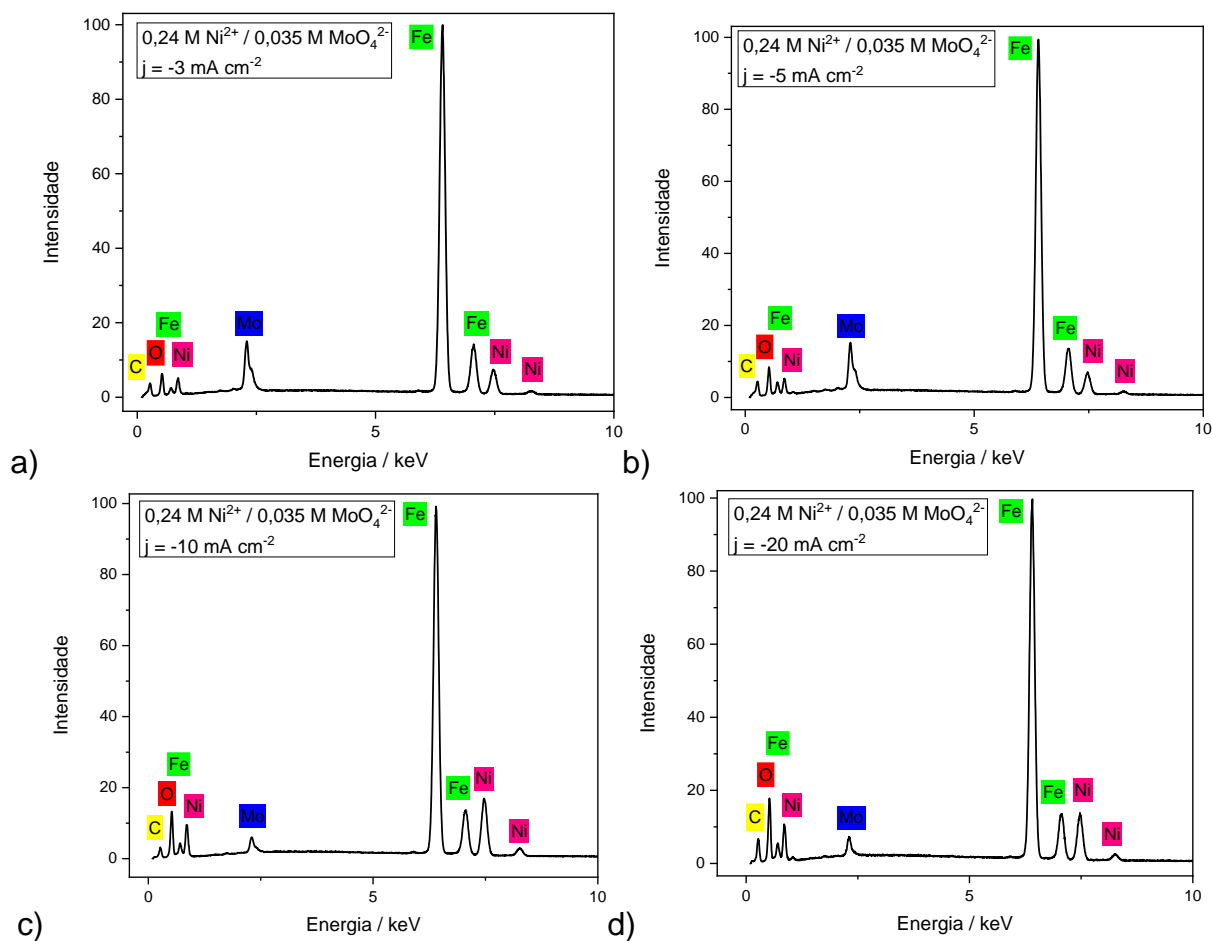 0,24 M Ni²⁺ / 0,035 M MoO₄²⁻
j = -3 mA cm⁻²
Intensidade
100
80
60
40
20
0
Fe
C
O
Fe
Ni
Mo
Fe
Ni
Ni
0 5 10
Energia / keV
a)
0,24 M Ni²⁺ / 0,035 M MoO₄²⁻
j = -5 mA cm⁻²
Intensidade
100
80
60
40
20
0
Fe
C
O
Fe
Ni
Mo
Fe
Ni
Ni
0 5 10
Energia / keV
b)
0,24 M Ni²⁺ / 0,035 M MoO₄²⁻
j = -10 mA cm⁻²
Intensidade
100
80
60
40
20
0
Fe
C
O
Fe
Ni
Mo
Fe
Ni
Ni
0 5 10
Energia / keV
c)
0,24 M Ni²⁺ / 0,035 M MoO₄²⁻
j = -20 mA cm⁻²
Intensidade
100
80
60
40
20
0
Fe
C
O
Fe
Ni
Mo
Fe
Ni
Ni
0 5 10
Energia / keV
d)